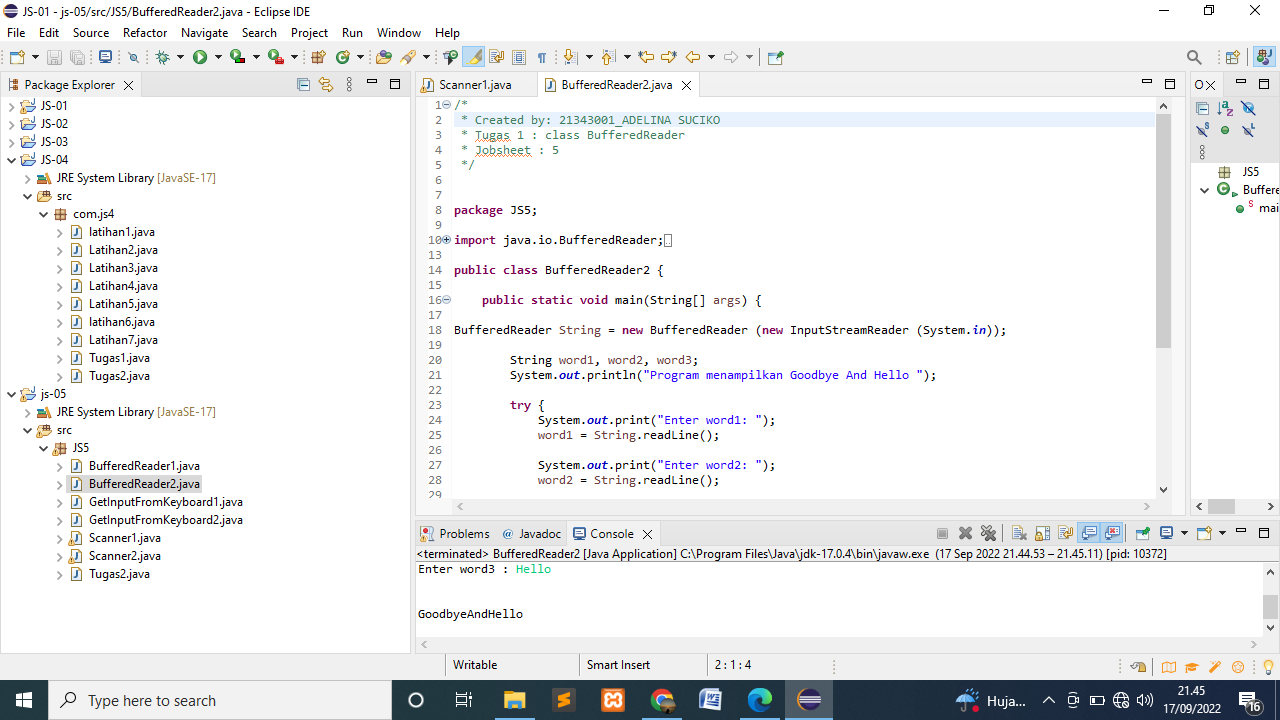 JS-01 - js-05/src/JS5/BufferedReader2.java - Eclipse IDE
File Edit Source Refactor Navigate Search Project Run Window Help
Package Explorer
JS-01
JS-02
JS-03
JS-04
JRE System Library [JavaSE-17]
src
com.js4
latihan1.java
Latihan2.java
Latihan3.java
Latihan4.java
Latihan5.java
latihan6.java
Latihan7.java
Tugas1.java
Tugas2.java
js-05
JRE System Library [JavaSE-17]
src
JS5
BufferedReader1.java
BufferedReader2.java
GetInputFromKeyboard1.java
GetInputFromKeyboard2.java
Scanner1.java
Scanner2.java
Tugas2.java
Scanner1.java BufferedReader2.java
1 /*
2 * Created by: 21343001_ADELINA SUCIKO
3 * Tugas 1 : class BufferedReader
4 * Jobsheet : 5
5 */
6
7
8 package JS5;
9
10 import java.io.BufferedReader;
13
14 public class BufferedReader2 {
15
16 public static void main(String[] args) {
17
18 BufferedReader String = new BufferedReader (new InputStreamReader (System.in));
19
20 String word1, word2, word3;
21 System.out.println("Program menampilkan Goodbye And Hello ");
22
23 try {
24 System.out.print("Enter word1: ");
25 word1 = String.readLine();
26
27 System.out.print("Enter word2: ");
28 word2 = String.readLine();
29
O
JS5
Buffere
mai
Problems Javadoc Console
<terminated> BufferedReader2 [Java Application] C:\Program Files\Java\jdk-17.0.4\bin\javaw.exe (17 Sep 2022 21.44.53 – 21.45.11) [pid: 10372]
Enter word3 : Hello
GoodbyeAndHello
Writable Smart Insert 2 : 1 : 4
Type here to search
Huja...
21.45
17/09/2022
16